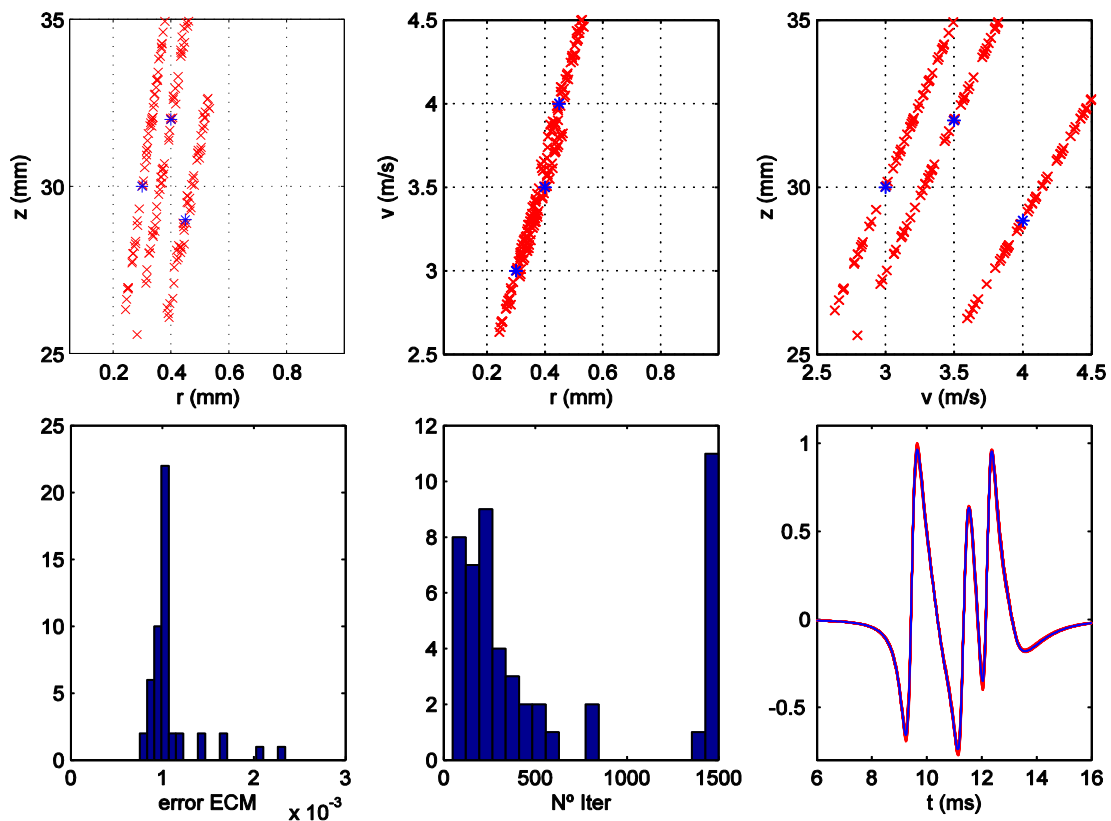 35
30
25
z (mm)
0.2 0.4 0.6 0.8
r (mm)
4.5
4
3.5
3
2.5
v (m/s)
0.2 0.4 0.6 0.8
r (mm)
35
30
25
z (mm)
2.5 3 3.5 4 4.5
v (m/s)
25
20
15
10
5
0
0 1 2 3
error ECM
x 10⁻³
12
10
8
6
4
2
0
0 500 1000 1500
Nº Iter
1
0.5
0
-0.5
6 8 10 12 14 16
t (ms)